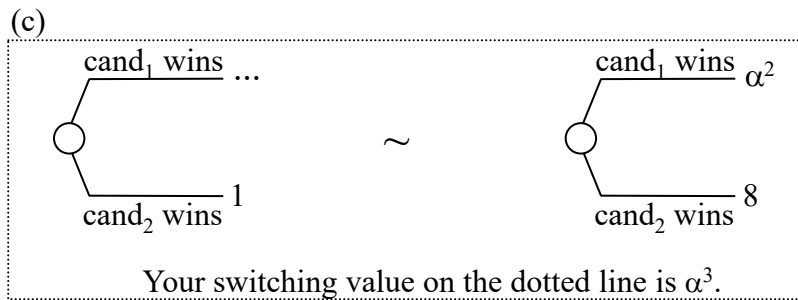 (c)
cand₁ wins ... cand₁ wins α²
~
1 8
cand₂ wins cand₂ wins
Your switching value on the dotted line is α³.